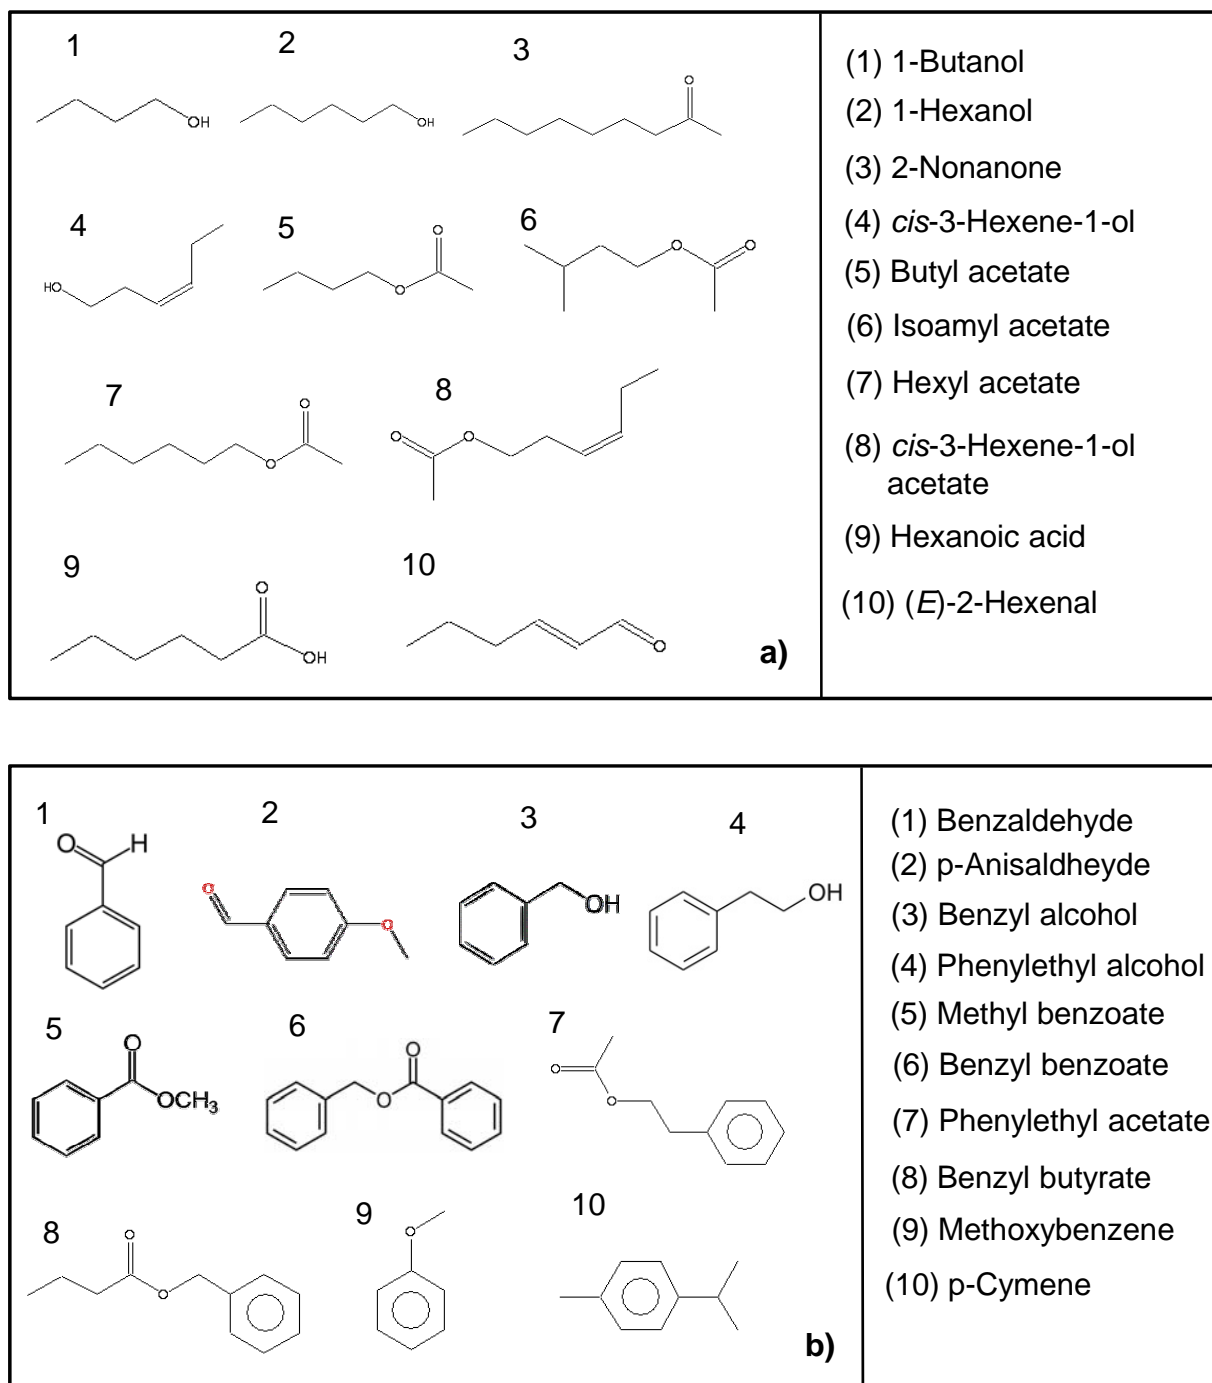 1
2
3
OH
OH
O
4
5
6
HO
O
O
O
O
7
8
O
O
O
O
9
10
O
OH
O
a)
(1) 1-Butanol
(2) 1-Hexanol
(3) 2-Nonanone
(4) cis-3-Hexene-1-ol
(5) Butyl acetate
(6) Isoamyl acetate
(7) Hexyl acetate
(8) cis-3-Hexene-1-ol
acetate
(9) Hexanoic acid
(10) (E)-2-Hexenal
1
2
3
4
O H
O
O
OH
OH
5
6
7
O
OCH3
O
O
O
O
8
9
10
O
O
O
b)
(1) Benzaldehyde
(2) p-Anisaldheyde
(3) Benzyl alcohol
(4) Phenylethyl alcohol
(5) Methyl benzoate
(6) Benzyl benzoate
(7) Phenylethyl acetate
(8) Benzyl butyrate
(9) Methoxybenzene
(10) p-Cymene